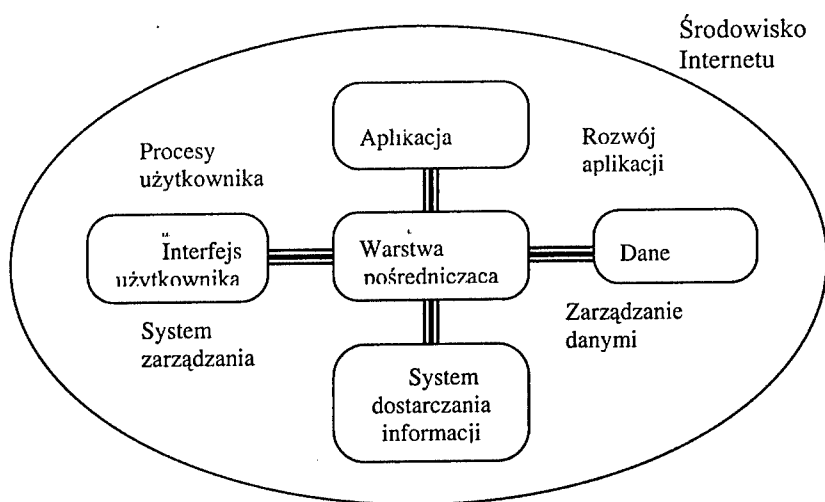 Środowisko
Internetu
Aplikacja
Procesy
użytkownika
Rozwój
aplikacji
Interfejs
użytkownika
Warstwa
pośrednicząca
Dane
System
zarządzania
Zarządzanie
danymi
System
dostarczania
informacji